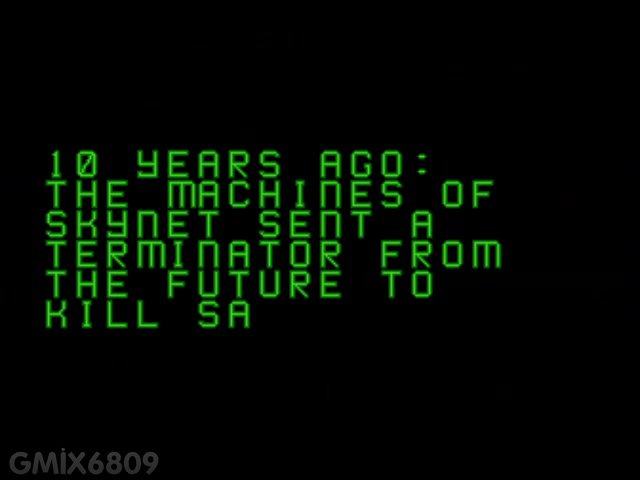 10 YEARS AGO:
THE MACHINES OF
SKYNET SENT A
TERMINATOR FROM
THE FUTURE TO
KILL SA
GMIX6809